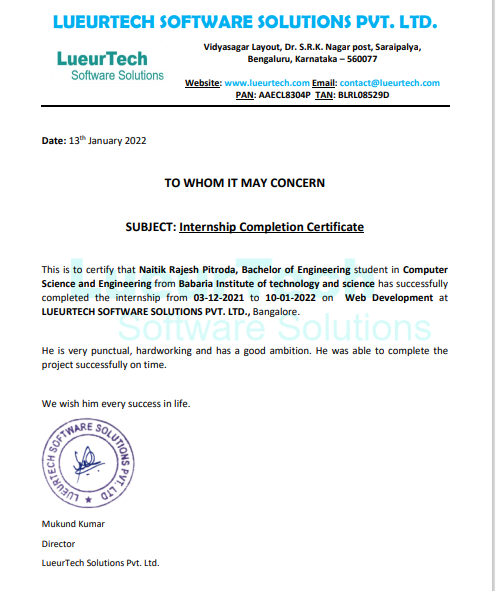 LUEURTECH SOFTWARE SOLUTIONS PVT. LTD.
LueurTech
Software Solutions
Vidyasagar Layout, Dr. S.R.K. Nagar post, Saraipalya,
Bengaluru, Karnataka – 560077
Website: www.lueurtech.com Email: contact@lueurtech.com
PAN: AAECL8304P TAN: BLRL08529D
Date: 13th January 2022
TO WHOM IT MAY CONCERN
SUBJECT: Internship Completion Certificate
This is to certify that Naitik Rajesh Pitroda, Bachelor of Engineering student in Computer
Science and Engineering from Babaria Institute of technology and science has successfully
completed the internship from 03-12-2021 to 10-01-2022 on Web Development at
LUEURTECH SOFTWARE SOLUTIONS PVT. LTD., Bangalore.
LueurTech
Software Solutions
He is very punctual, hardworking and has a good ambition. He was able to complete the
project successfully on time.
We wish him every success in life.
LUEURTECH SOFTWARE SOLUTIONS PVT. LTD
Mukund Kumar
Director
LueurTech Solutions Pvt. Ltd.